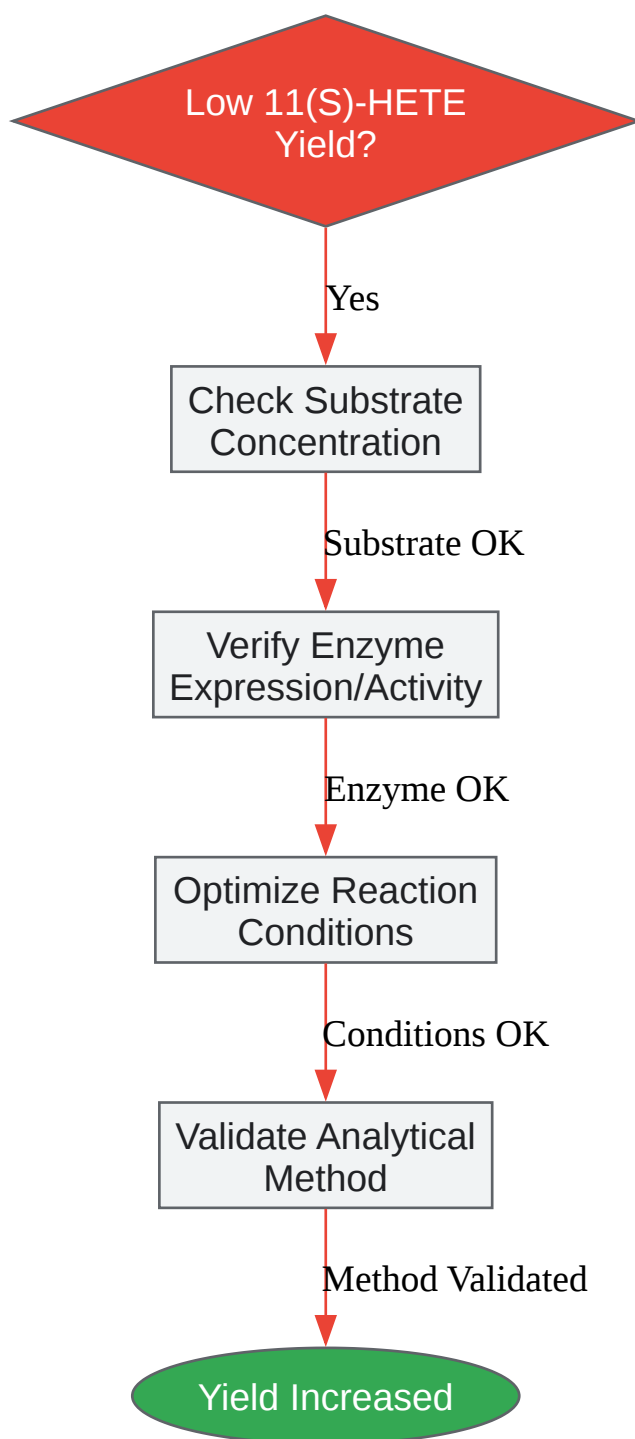 Low 11(S)-HETE
Yield?
Yes
Check Substrate
Concentration
Substrate OK
Verify Enzyme
Expression/Activity
Enzyme OK
Optimize Reaction
Conditions
Conditions OK
Validate Analytical
Method
Method Validated
Yield Increased